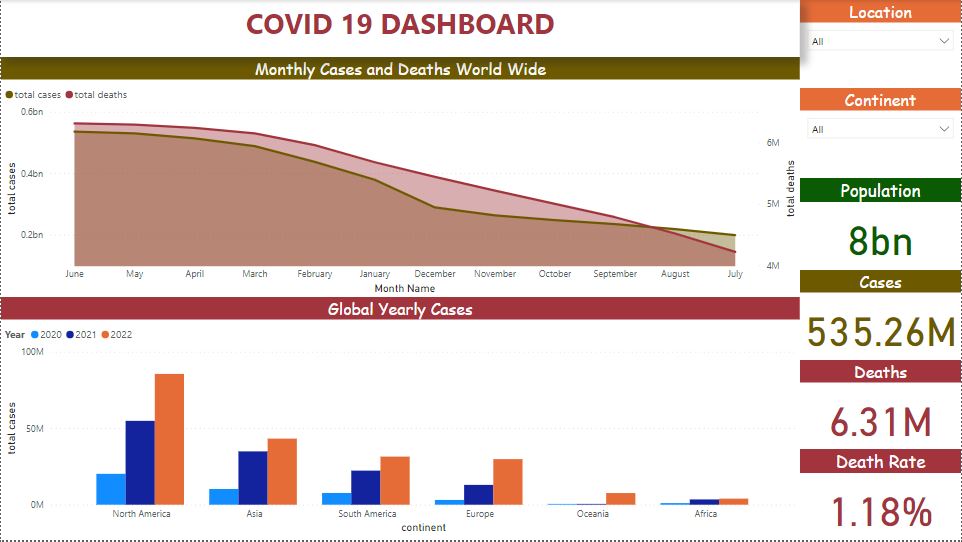 COVID 19 DASHBOARD
Location
All
Continent
All
Population
8bn
Cases
535.26M
Deaths
6.31M
Death Rate
1.18%
Monthly Cases and Deaths World Wide
total cases total deaths
0.6bn
0.4bn
0.2bn
total cases
6M
5M
4M
total deaths
June May April March February January December November October September August July
Month Name
Global Yearly Cases
Year 2020 2021 2022
100M
50M
0M
total cases
North America Asia South America Europe Oceania Africa
continent